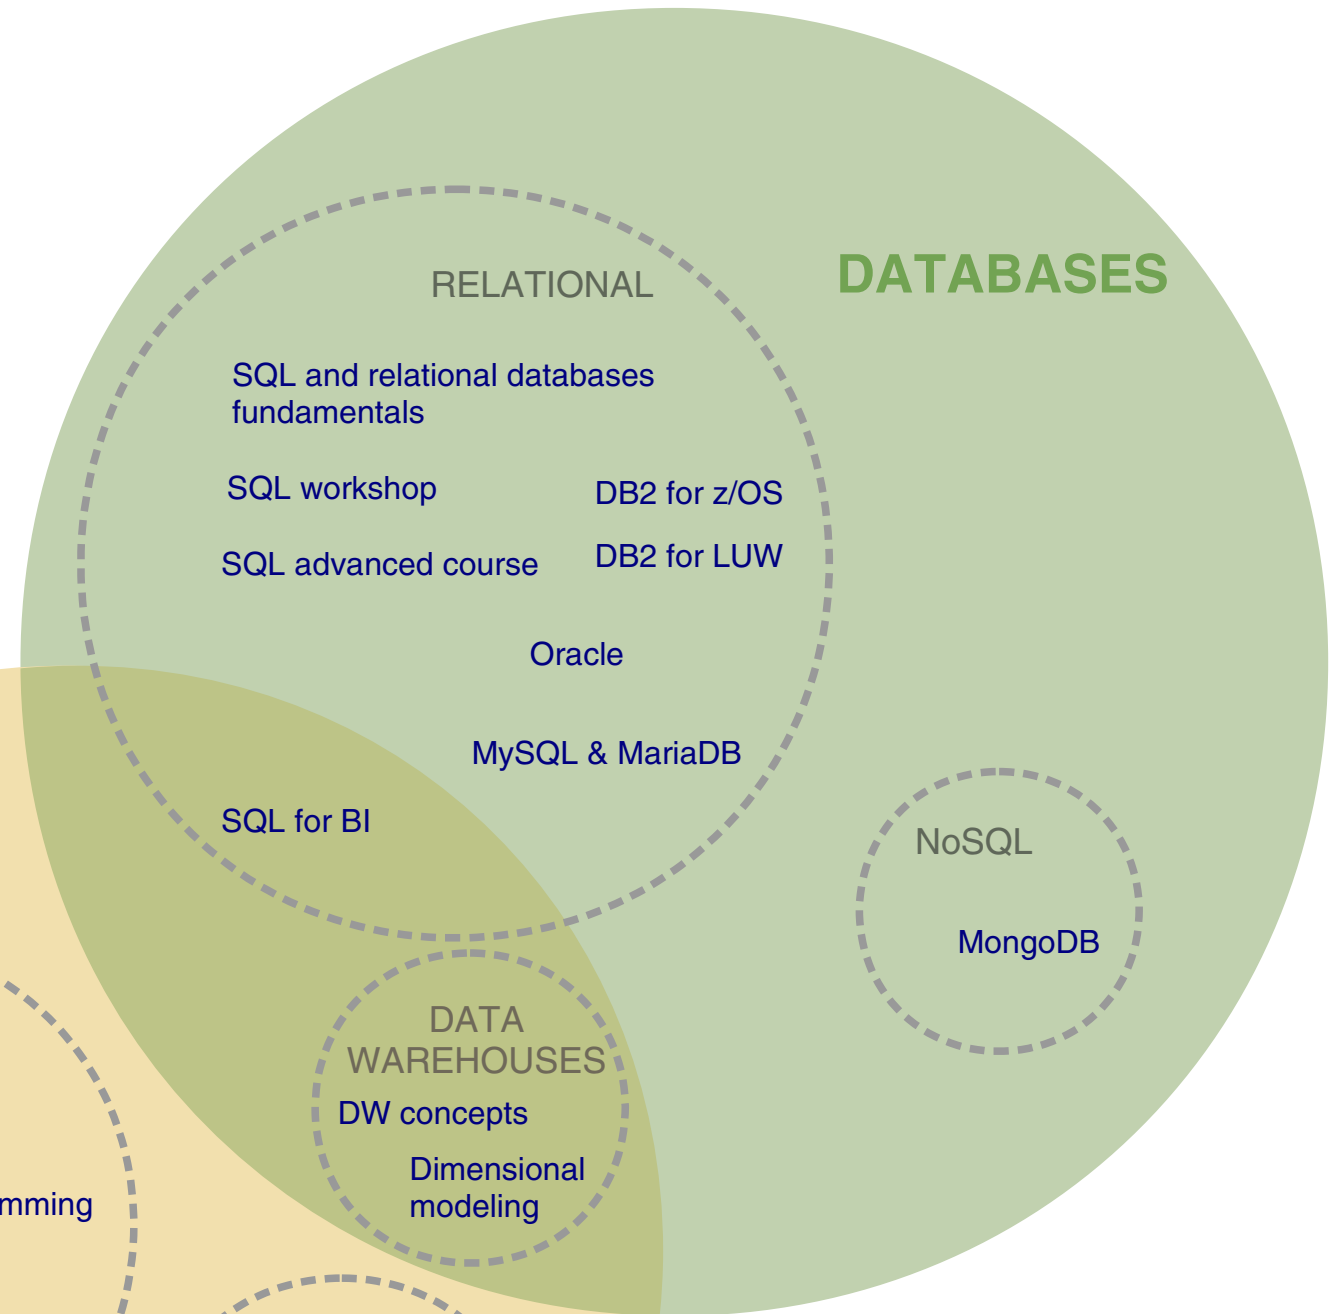 DATABASES
RELATIONAL
SQL and relational databases
fundamentals
SQL workshop
DB2 for z/OS
SQL advanced course
DB2 for LUW
Oracle
MySQL & MariaDB
SQL for BI
NoSQL
MongoDB
DATA
WAREHOUSES
DW concepts
Dimensional
modeling
mming